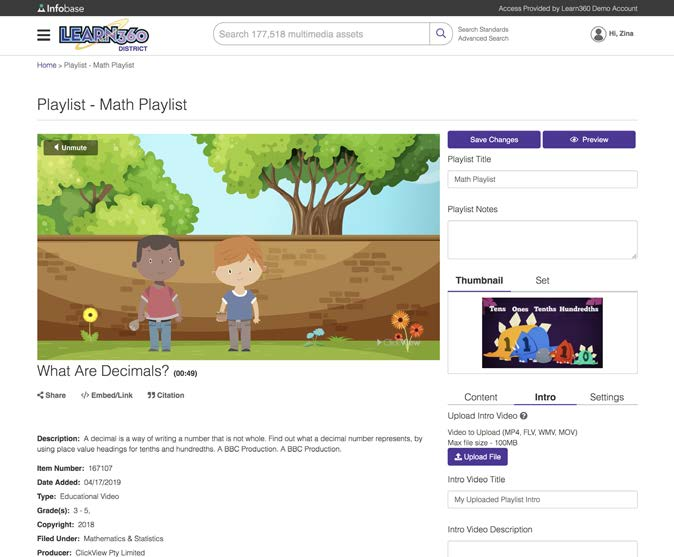 Infobase
Access Provided by Learn360 Demo Account
LEARN360
DISTRICT
Search 177,518 multimedia assets
Search Standards
Advanced Search
Hi, Zina
Home > Playlist - Math Playlist
Playlist - Math Playlist
Unmute
ClickView
What Are Decimals? (00:49)
Share
</> Embed/Link
Citation
Description: A decimal is a way of writing a number that is not whole. Find out what a decimal number represents, by
using place value headings for tenths and hundredths. A BBC Production. A BBC Production.
Item Number: 167107
Date Added: 04/17/2019
Type: Educational Video
Grade(s): 3 - 5,
Copyright: 2018
Filed Under: Mathematics & Statistics
Producer: ClickView Pty Limited
Save Changes
Preview
Playlist Title
Math Playlist
Playlist Notes
Thumbnail
Set
Tens Ones Tenths Hundredths
1 1 1 0
Content
Intro
Settings
Upload Intro Video
Video to Upload (MP4, FLV, WMV, MOV)
Max file size - 100MB
Upload File
Intro Video Title
My Uploaded Playlist Intro
Intro Video Description